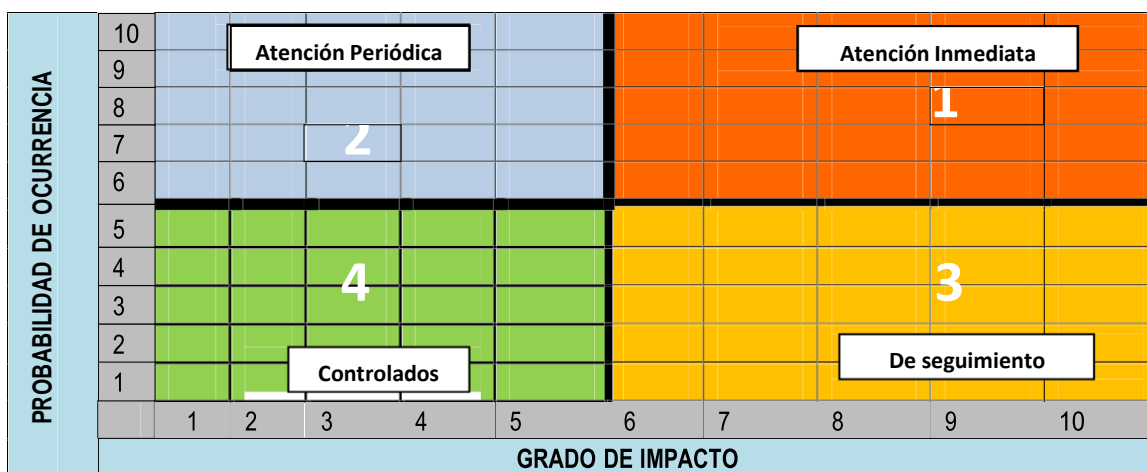 PROBABILIDAD DE OCURRENCIA
10
Atención Periódica
Atención Inmediata
9
8
1
7
2
6
5
4
4
3
3
2
De seguimiento
1
Controlados
1 2 3 4 5 6 7 8 9 10
GRADO DE IMPACTO